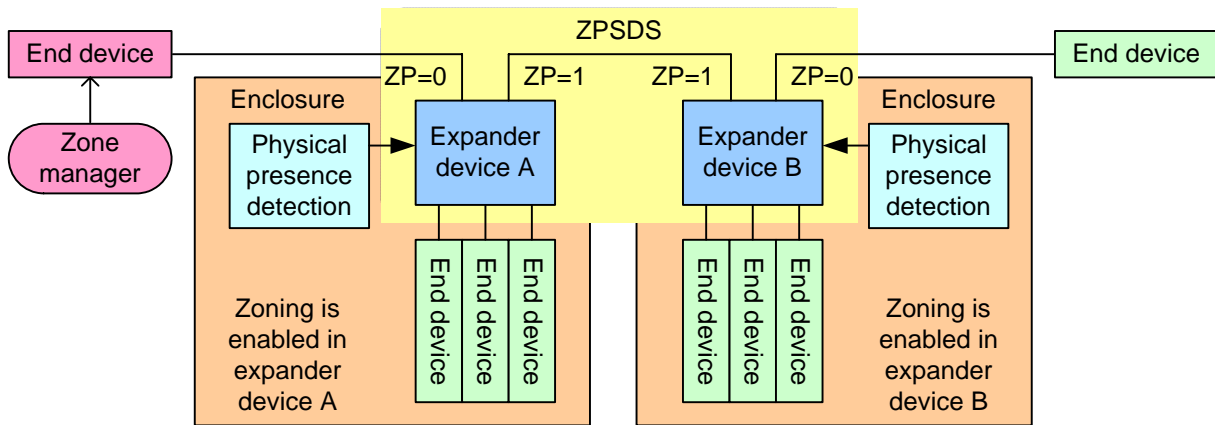 ZPSDS
End device
End device
ZP=0
ZP=1
ZP=1
ZP=0
Zone
manager
Enclosure
Physical
presence
detection
Expander
device A
Expander
device B
Enclosure
Physical
presence
detection
End device
End device
End device
End device
End device
End device
Zoning is
enabled in
expander
device A
Zoning is
enabled in
expander
device B